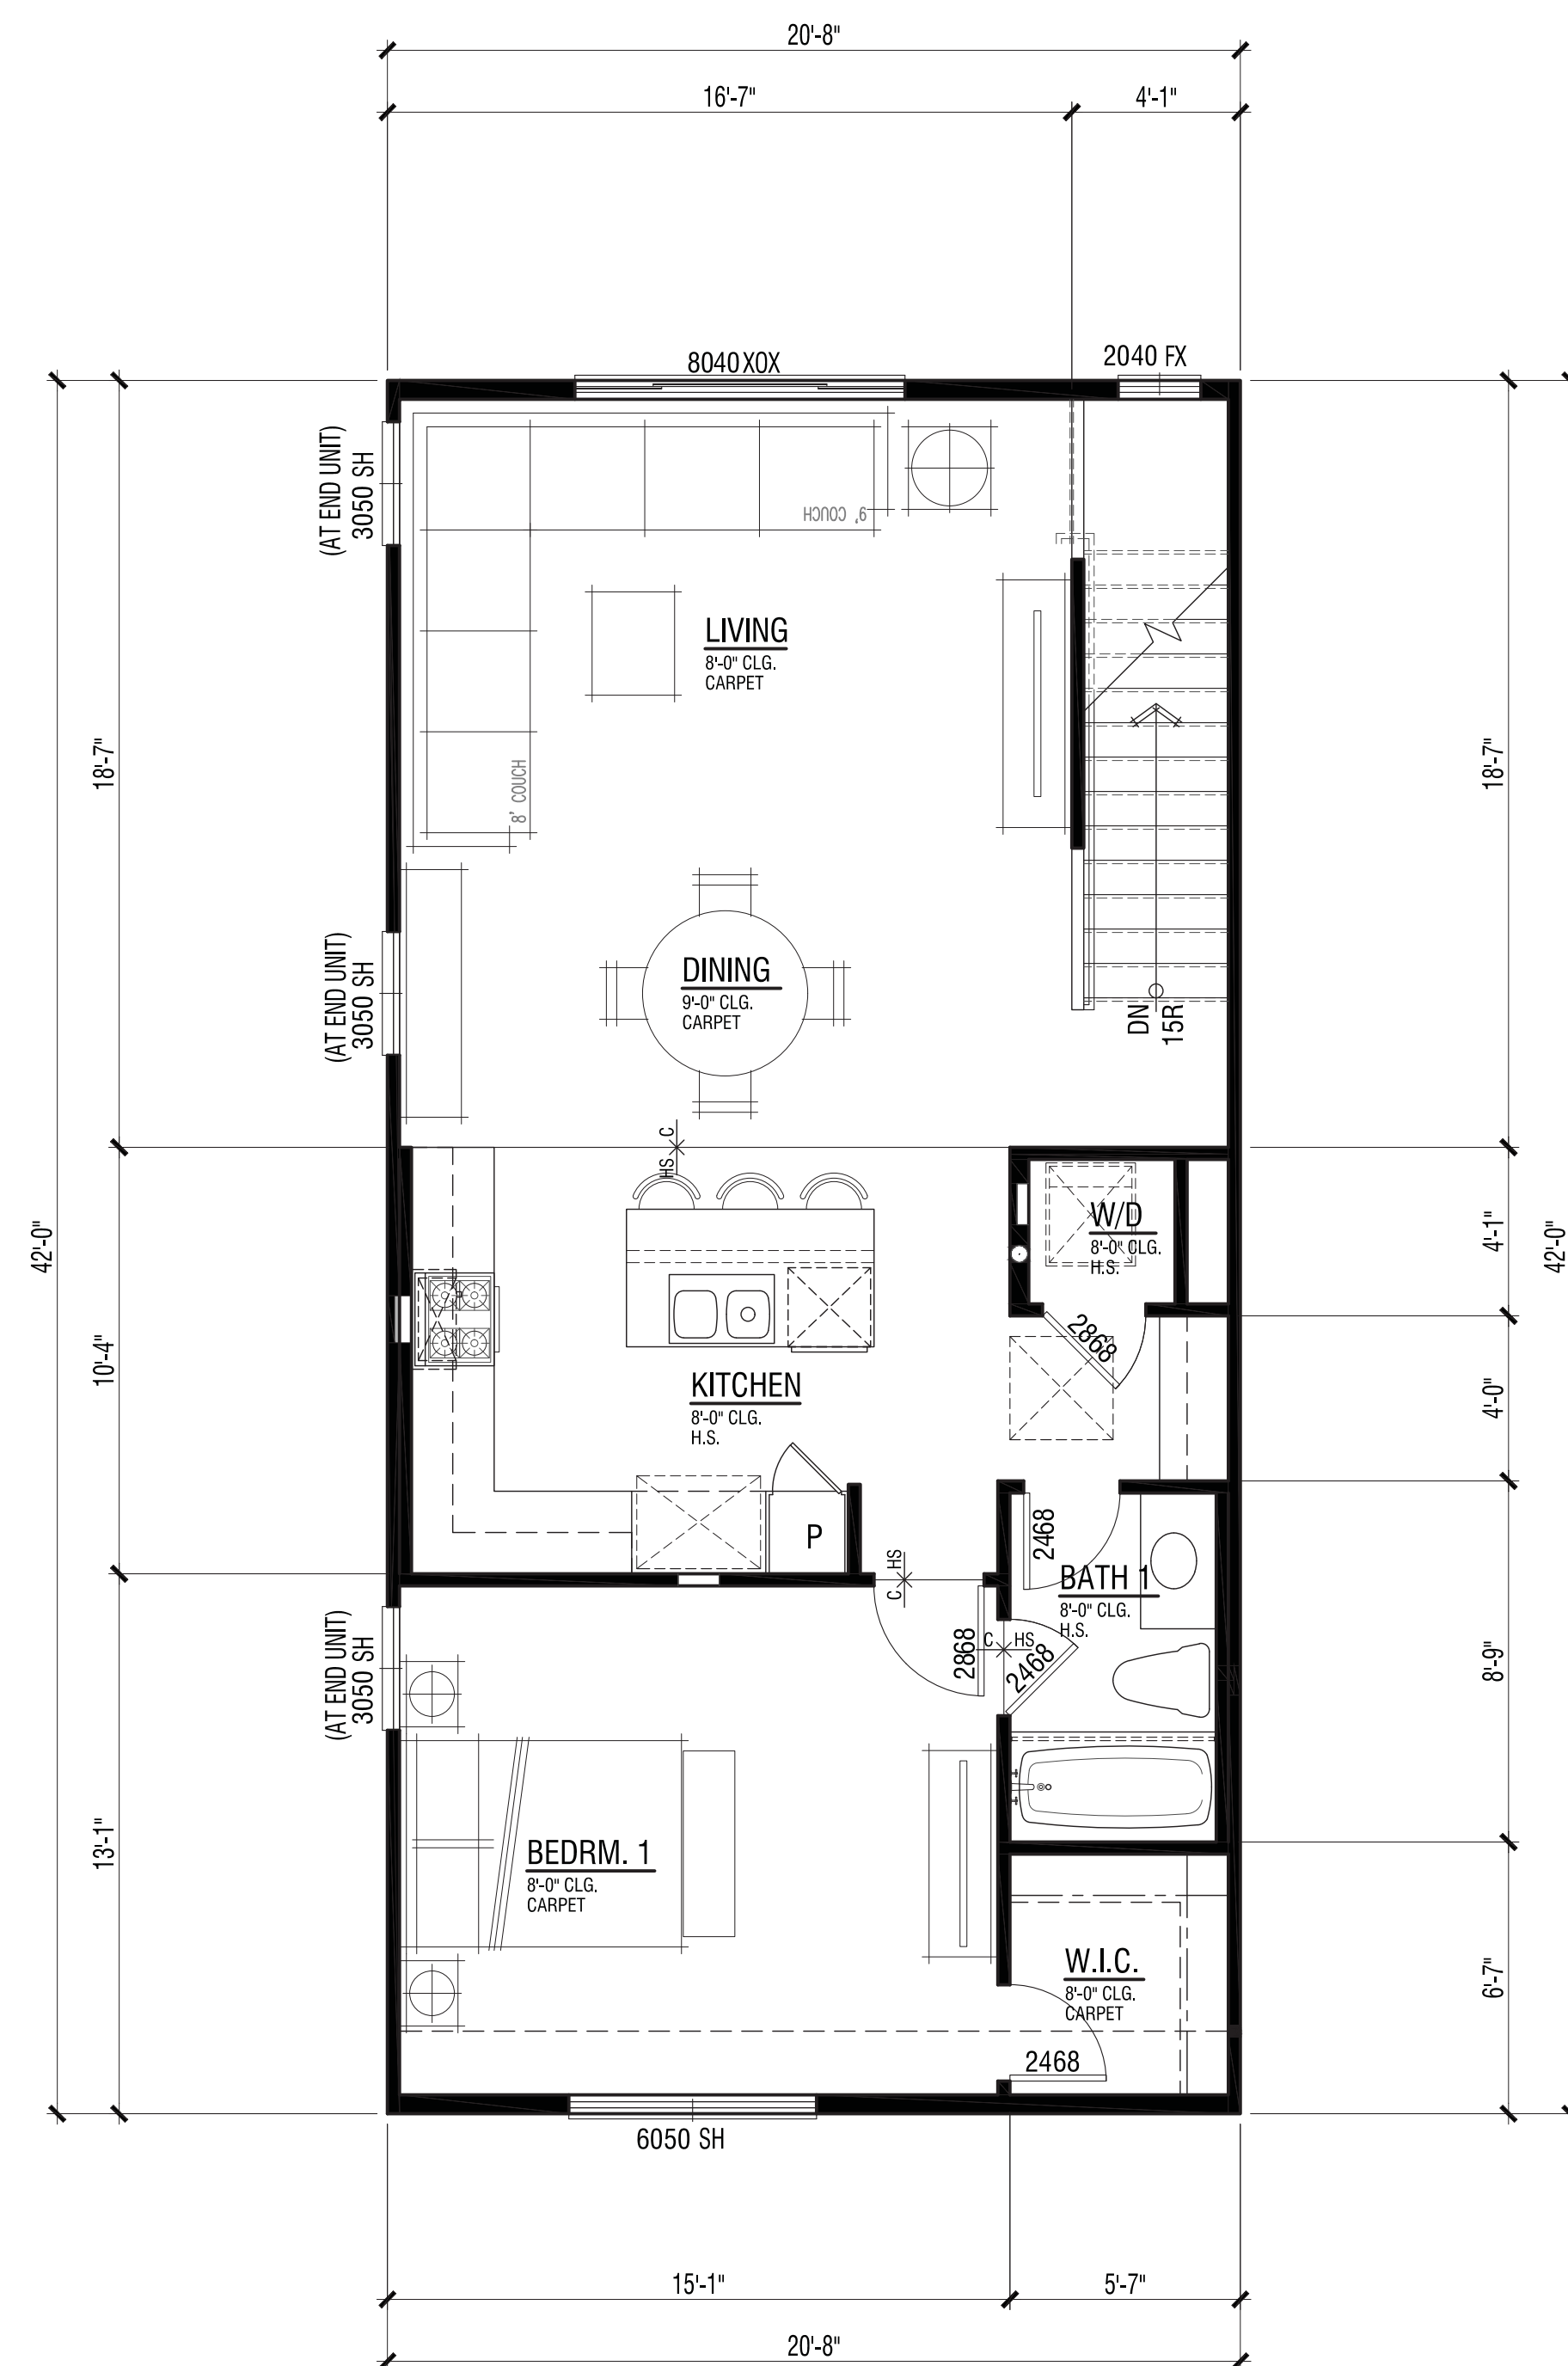 20'-8"
16'-7"
4'-1"
8040 XOX
2040 FX
(AT END UNIT)
3050 SH
9' COUCH
LIVING
8'-0" CLG.
CARPET
18'-7"
18'-7"
8' COUCH
DINING
9'-0" CLG.
CARPET
(AT END UNIT)
3050 SH
DN
15R
C
HS
42'-0"
W/D
8'-0" CLG.
H.S.
4'-1"
42'-0"
2868
10'-4"
KITCHEN
8'-0" CLG.
H.S.
4'-0"
P
2468
C HS
BATH 1
8'-0" CLG.
H.S.
(AT END UNIT)
3050 SH
2868
C HS
2468
8'-9"
13'-1"
BEDRM. 1
8'-0" CLG.
CARPET
W.I.C.
8'-0" CLG.
CARPET
6'-7"
2468
6050 SH
15'-1"
5'-7"
20'-8"